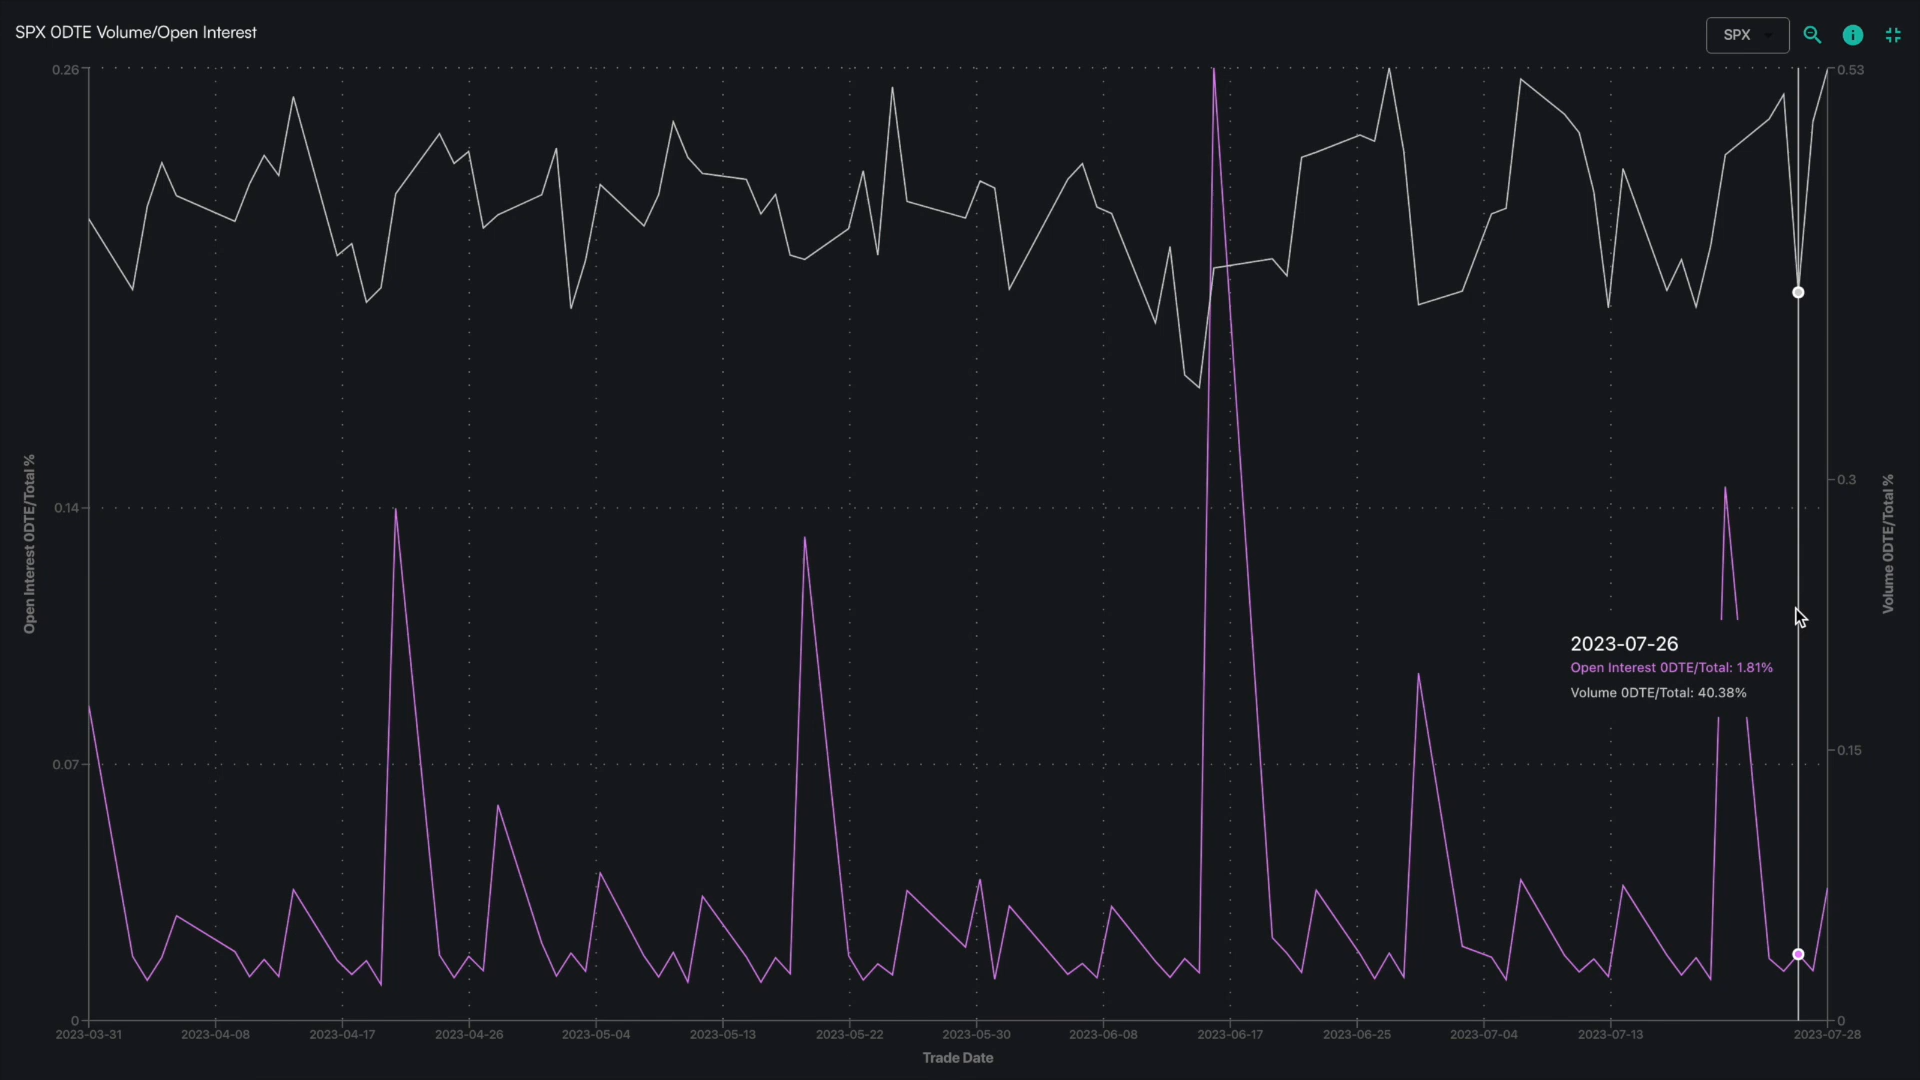 SPX 0DTE Volume/Open Interest
SPX
0.26
0.53
0.14
0.3
0.07
0.15
0
0
Open Interest 0DTE/Total %
Volume 0DTE/Total %
2023-07-26
Open Interest 0DTE/Total: 1.81%
Volume 0DTE/Total: 40.38%
2023-03-31 2023-04-08 2023-04-17 2023-04-26 2023-05-04 2023-05-13 2023-05-22 2023-05-30 2023-06-08 2023-06-17 2023-06-25 2023-07-04 2023-07-13 2023-07-28
Trade Date